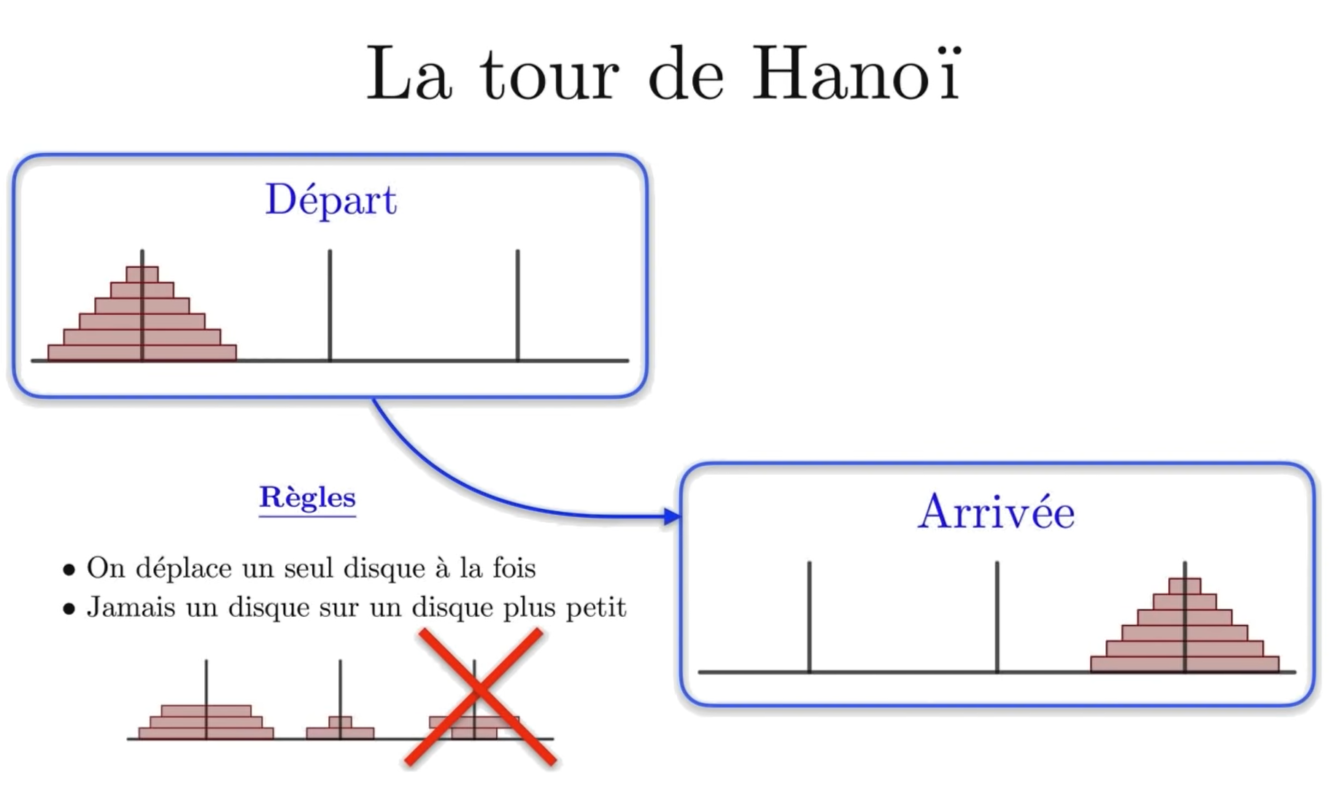 La tour de Hanoï
Départ
Règles
• On déplace un seul disque à la fois
• Jamais un disque sur un disque plus petit
Arrivée